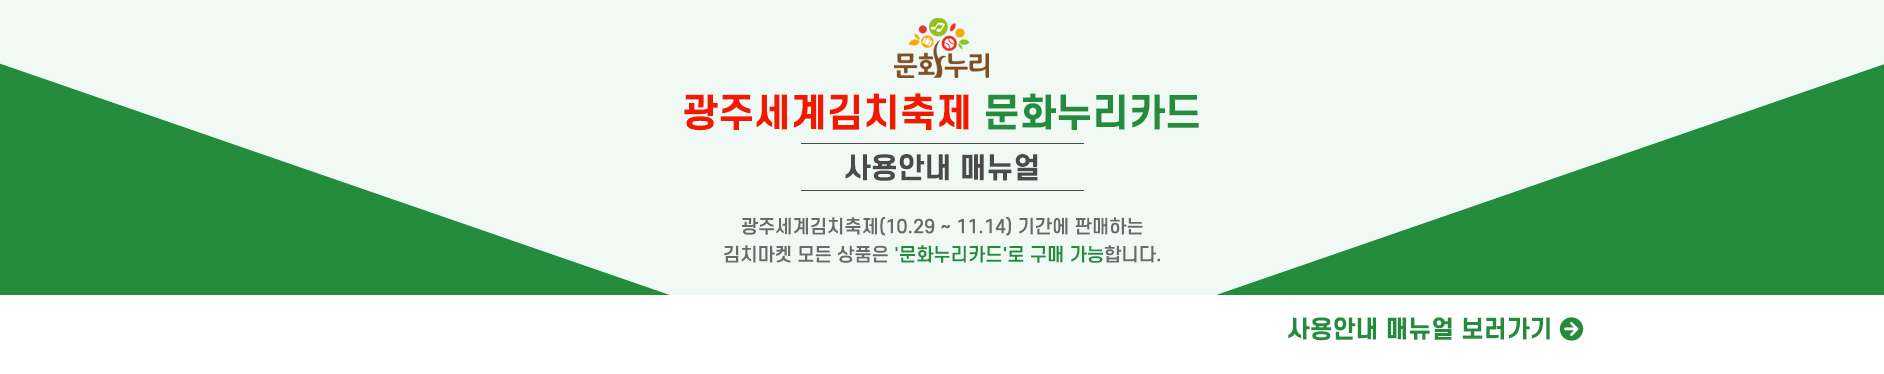 문화누리
광주세계김치축제 문화누리카드
사용안내 매뉴얼
광주세계김치축제(10.29 ~ 11.14) 기간에 판매하는
김치마켓 모든 상품은 '문화누리카드'로 구매 가능합니다.
사용안내 매뉴얼 보러가기